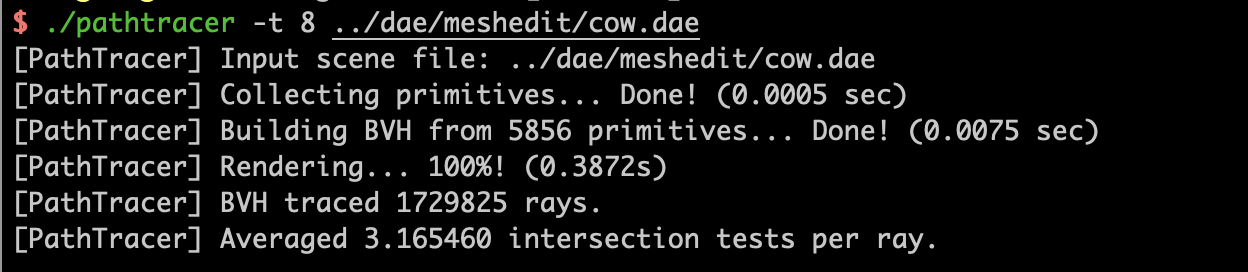 $ ./pathtracer -t 8 ../dae/meshedit/cow.dae
[PathTracer] Input scene file: ../dae/meshedit/cow.dae
[PathTracer] Collecting primitives... Done! (0.0005 sec)
[PathTracer] Building BVH from 5856 primitives... Done! (0.0075 sec)
[PathTracer] Rendering... 100%! (0.3872s)
[PathTracer] BVH traced 1729825 rays.
[PathTracer] Averaged 3.165460 intersection tests per ray.